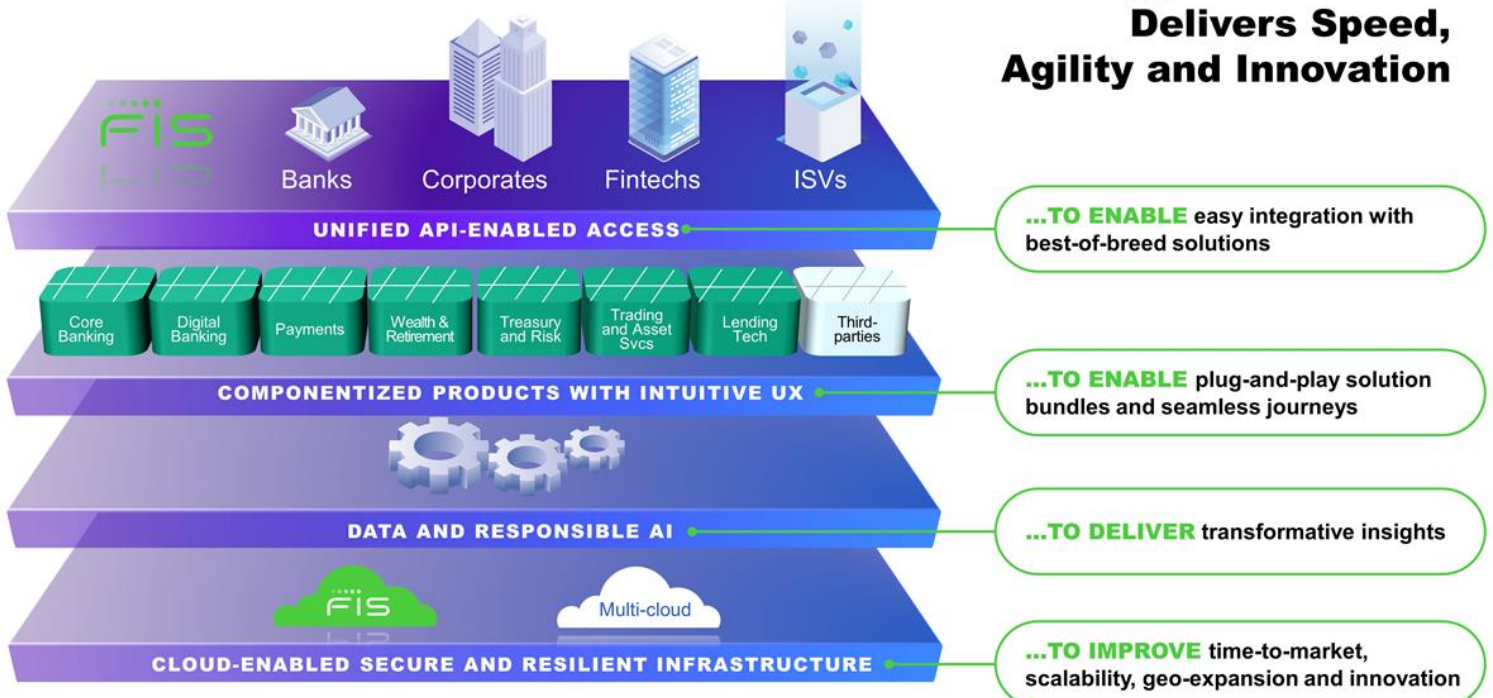 Delivers Speed,
Agility and Innovation
FIS
Banks
Corporates
Fintechs
ISVs
UNIFIED API-ENABLED ACCESS
...TO ENABLE easy integration with
best-of-breed solutions
Core
Banking
Digital
Banking
Payments
Wealth &
Retirement
Treasury
and Risk
Trading
and Asset
Svcs
Lending
Tech
Third-
parties
COMPONENTIZED PRODUCTS WITH INTUITIVE UX
...TO ENABLE plug-and-play solution
bundles and seamless journeys
DATA AND RESPONSIBLE AI
...TO DELIVER transformative insights
FIS
Multi-cloud
CLOUD-ENABLED SECURE AND RESILIENT INFRASTRUCTURE
...TO IMPROVE time-to-market,
scalability, geo-expansion and innovation